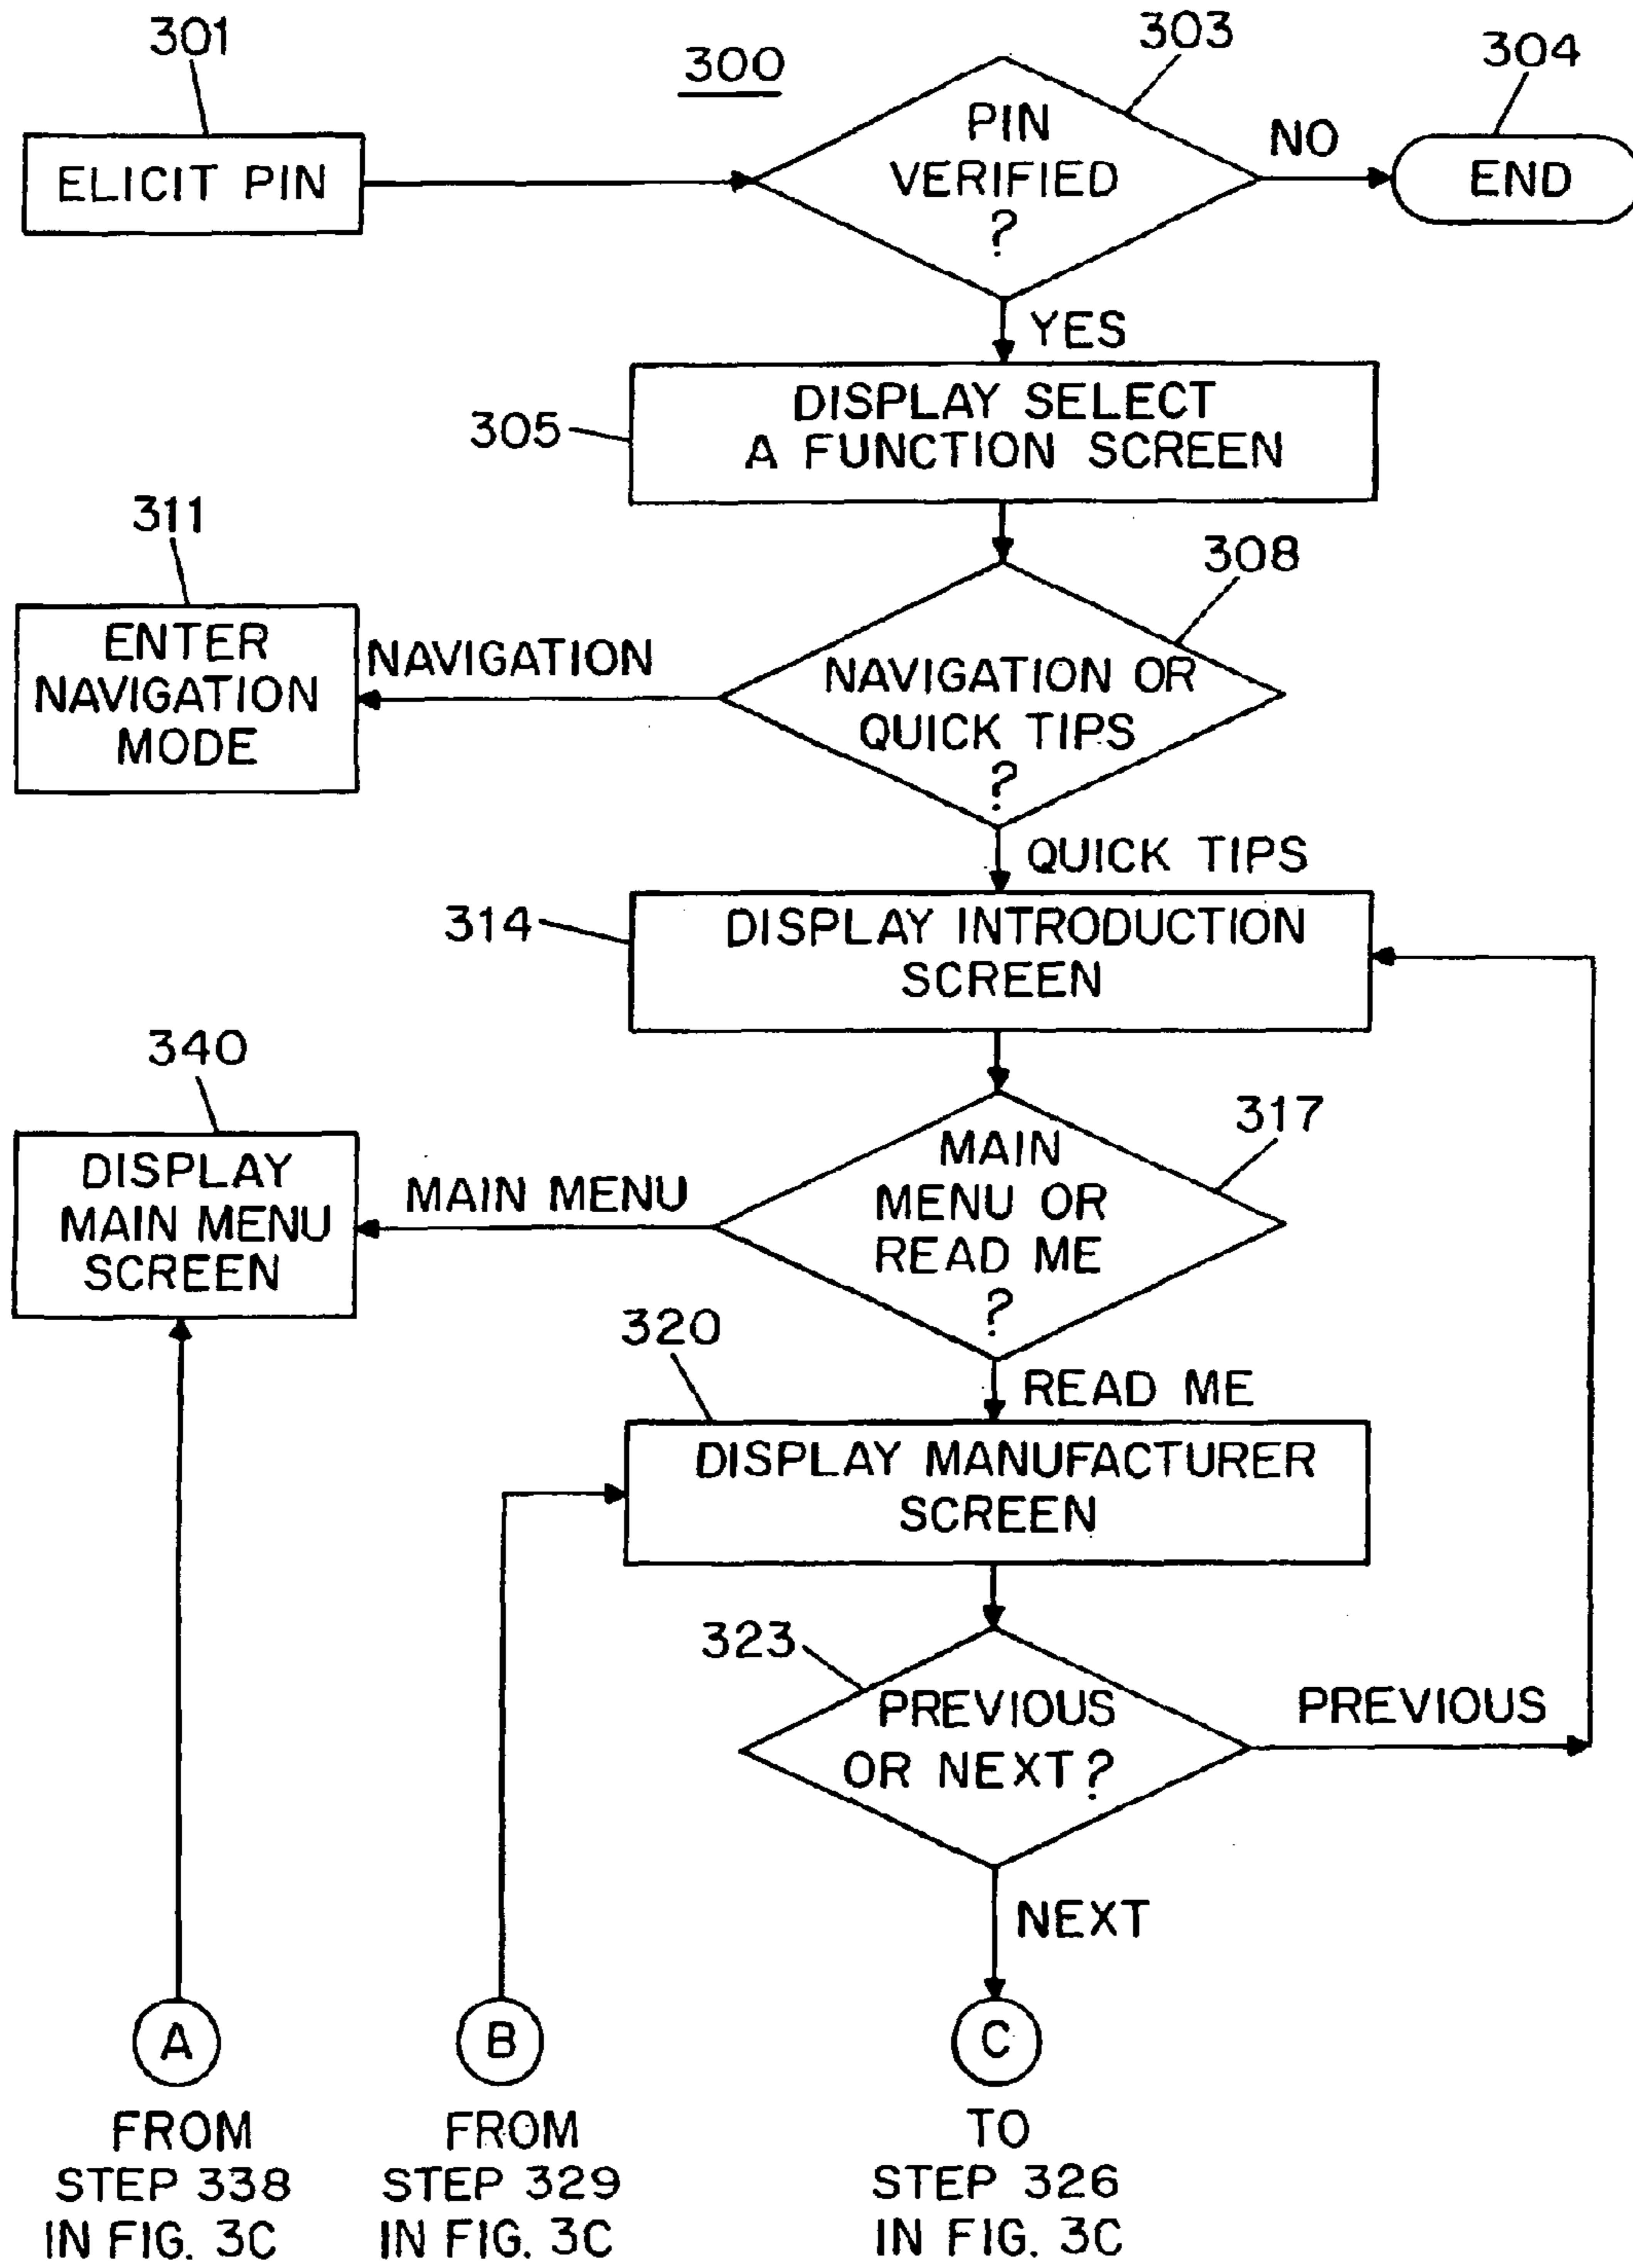 301
300
303
304
ELICIT PIN
PIN
VERIFIED
?
NO
END
YES
305
DISPLAY SELECT
A FUNCTION SCREEN
311
308
ENTER
NAVIGATION
MODE
NAVIGATION
NAVIGATION OR
QUICK TIPS
?
QUICK TIPS
314
DISPLAY INTRODUCTION
SCREEN
340
317
DISPLAY
MAIN MENU
SCREEN
MAIN MENU
MAIN
MENU OR
READ ME
?
320
READ ME
DISPLAY MANUFACTURER
SCREEN
323
PREVIOUS
OR NEXT?
PREVIOUS
NEXT
A
FROM
STEP 338
IN FIG. 3C
B
FROM
STEP 329
IN FIG. 3C
C
TO
STEP 326
IN FIG. 3C